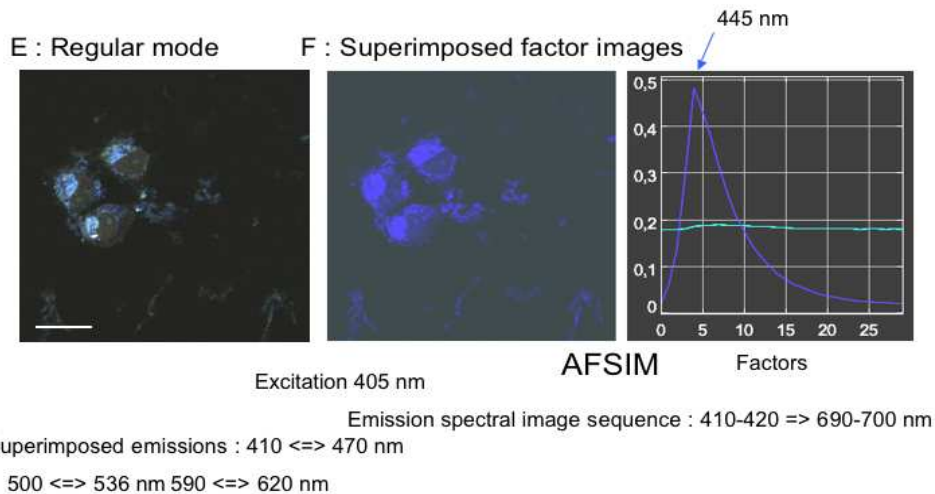 445 nm
E : Regular mode
F : Superimposed factor images
0,5
0,4
0,3
0,2
0,1
0
0 5 10 15 20 25
AFSIM
Factors
Excitation 405 nm
Emission spectral image sequence : 410-420 => 690-700 nm
uperimposed emissions : 410 <=> 470 nm
500 <=> 536 nm 590 <=> 620 nm